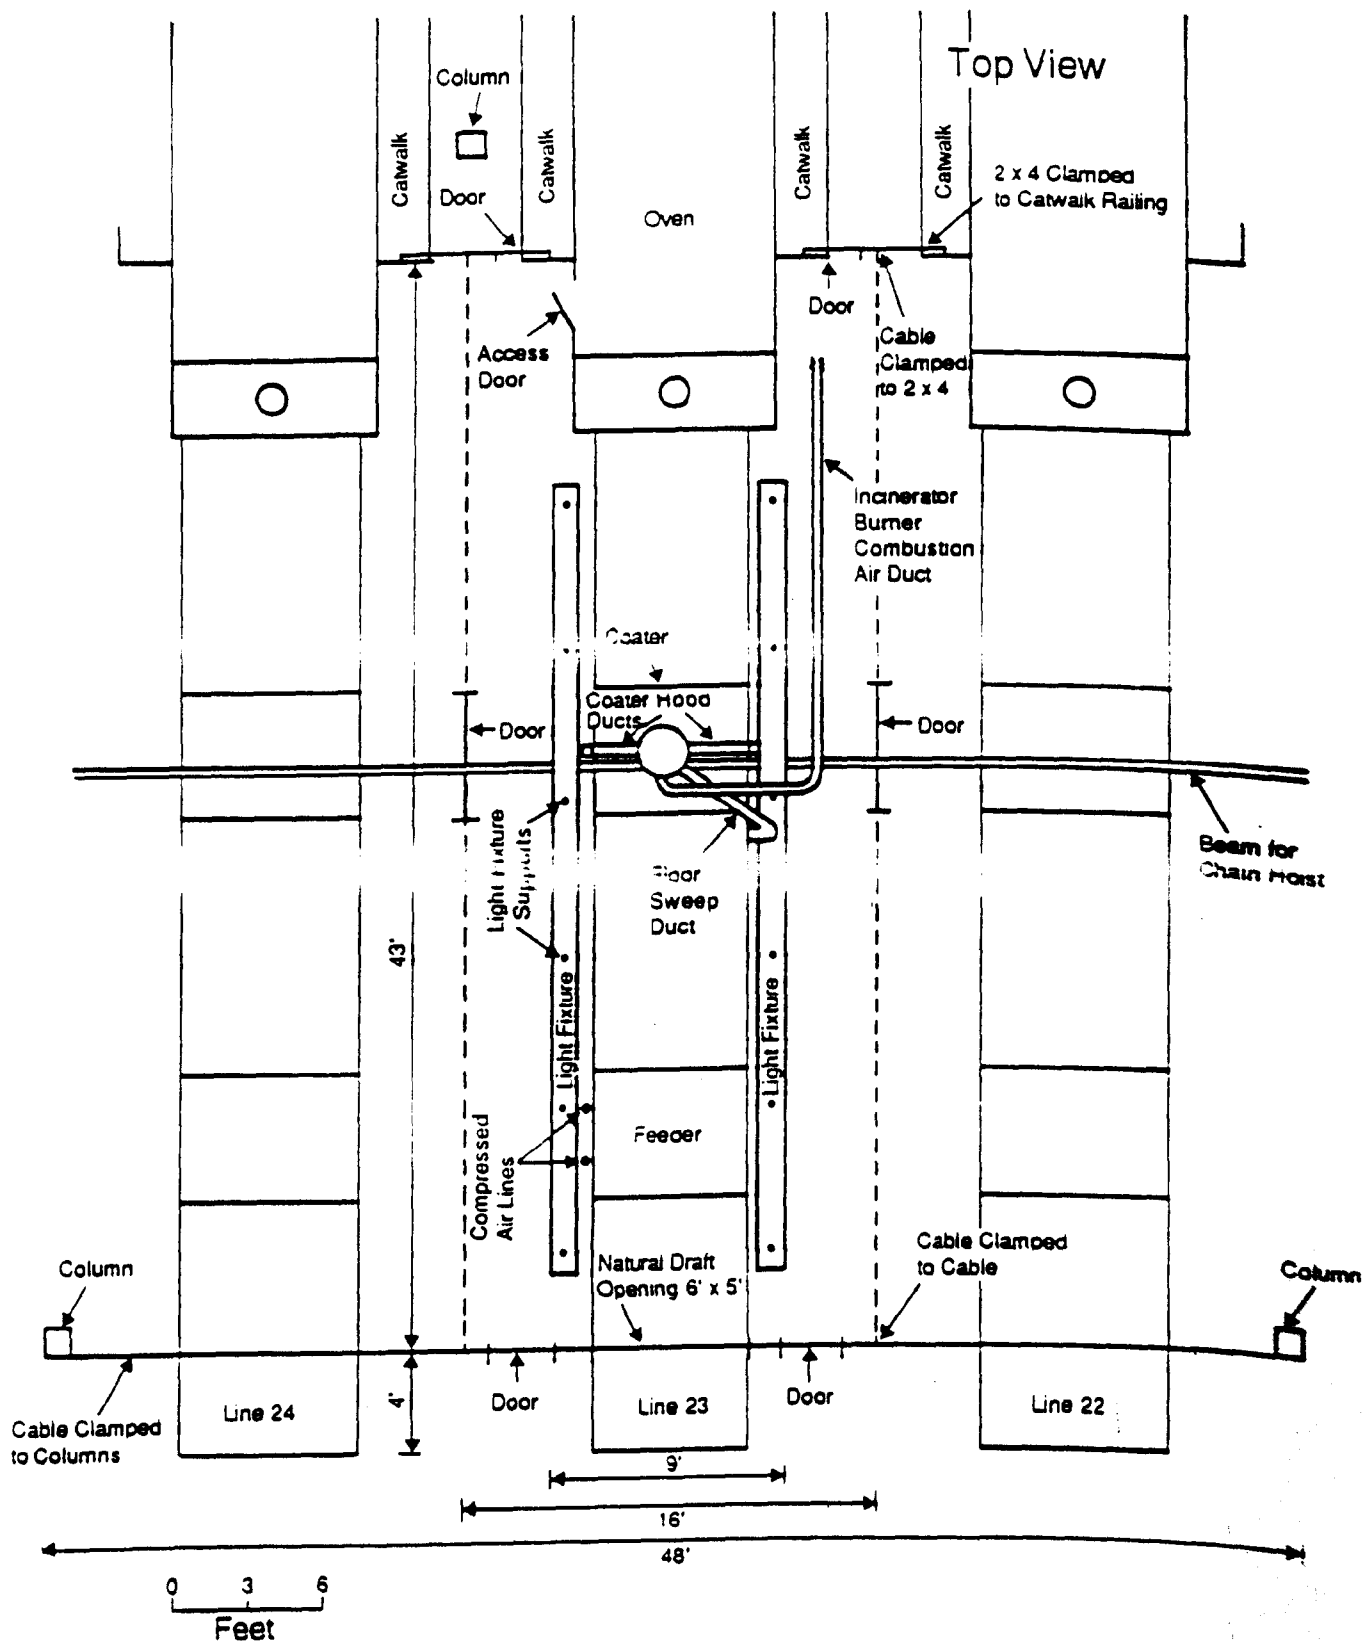 Top View
Column
Catwalk
Catwalk
Catwalk
Catwalk
2 x 4 Clamped
to Catwalk Railing
Door
Oven
Door
Access
Door
Cable
Clamped
to 2 x 4
Incinerator
Burner
Combustion
Air Duct
Coater
Coater Hood
Ducts
Door
Door
Light Fixture
Supports
Floor
Sweep
Duct
Beam for
Chain Hoist
43'
Light Fixture
Light Fixture
Compressed
Air Lines
Feeder
Natural Draft
Opening 6' x 5'
Cable Clamped
to Cable
Column
Column
Cable Clamped
to Columns
4'
Door
Door
Line 24
Line 23
Line 22
9'
16'
48'
0 3 6
Feet